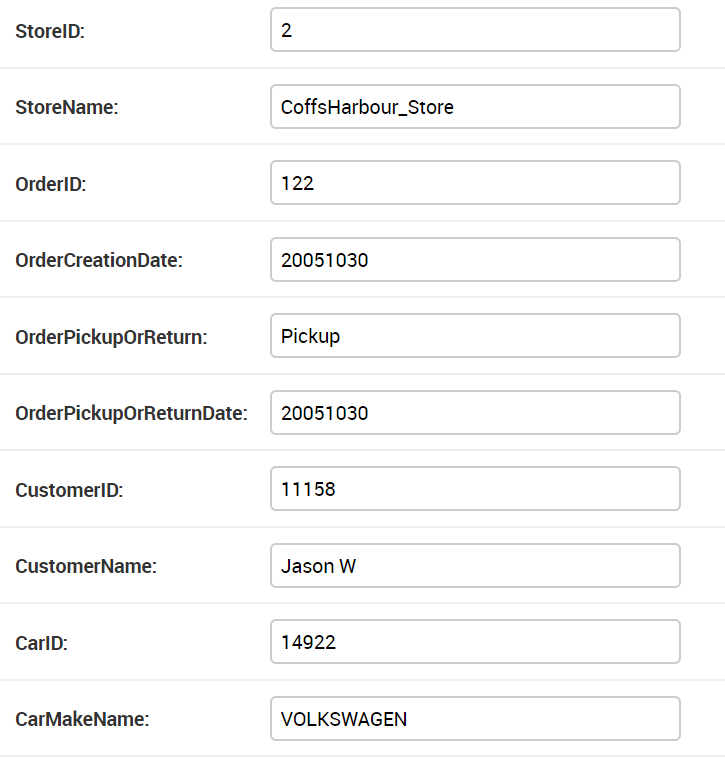 StoreID: 2
StoreName: CoffsHarbour_Store
OrderID: 122
OrderCreationDate: 20051030
OrderPickupOrReturn: Pickup
OrderPickupOrReturnDate: 20051030
CustomerID: 11158
CustomerName: Jason W
CarID: 14922
CarMakeName: VOLKSWAGEN